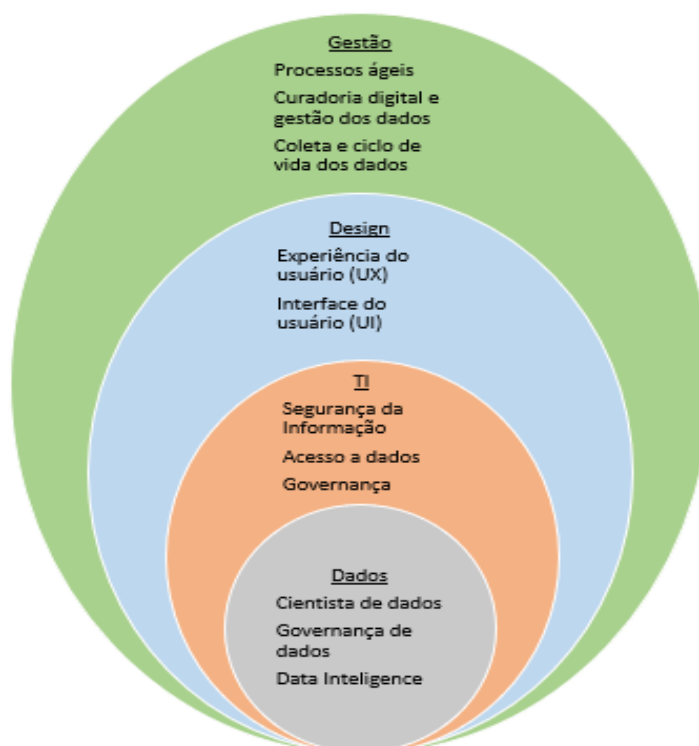 Gestão
Processos ágeis
Curadoria digital e
gestão dos dados
Coleta e ciclo de
vida dos dados
Design
Experiência do
usuário (UX)
Interface do
usuário (UI)
TI
Segurança da
Informação
Acesso a dados
Governança
Dados
Cientista de dados
Governança de
dados
Data Inteligence